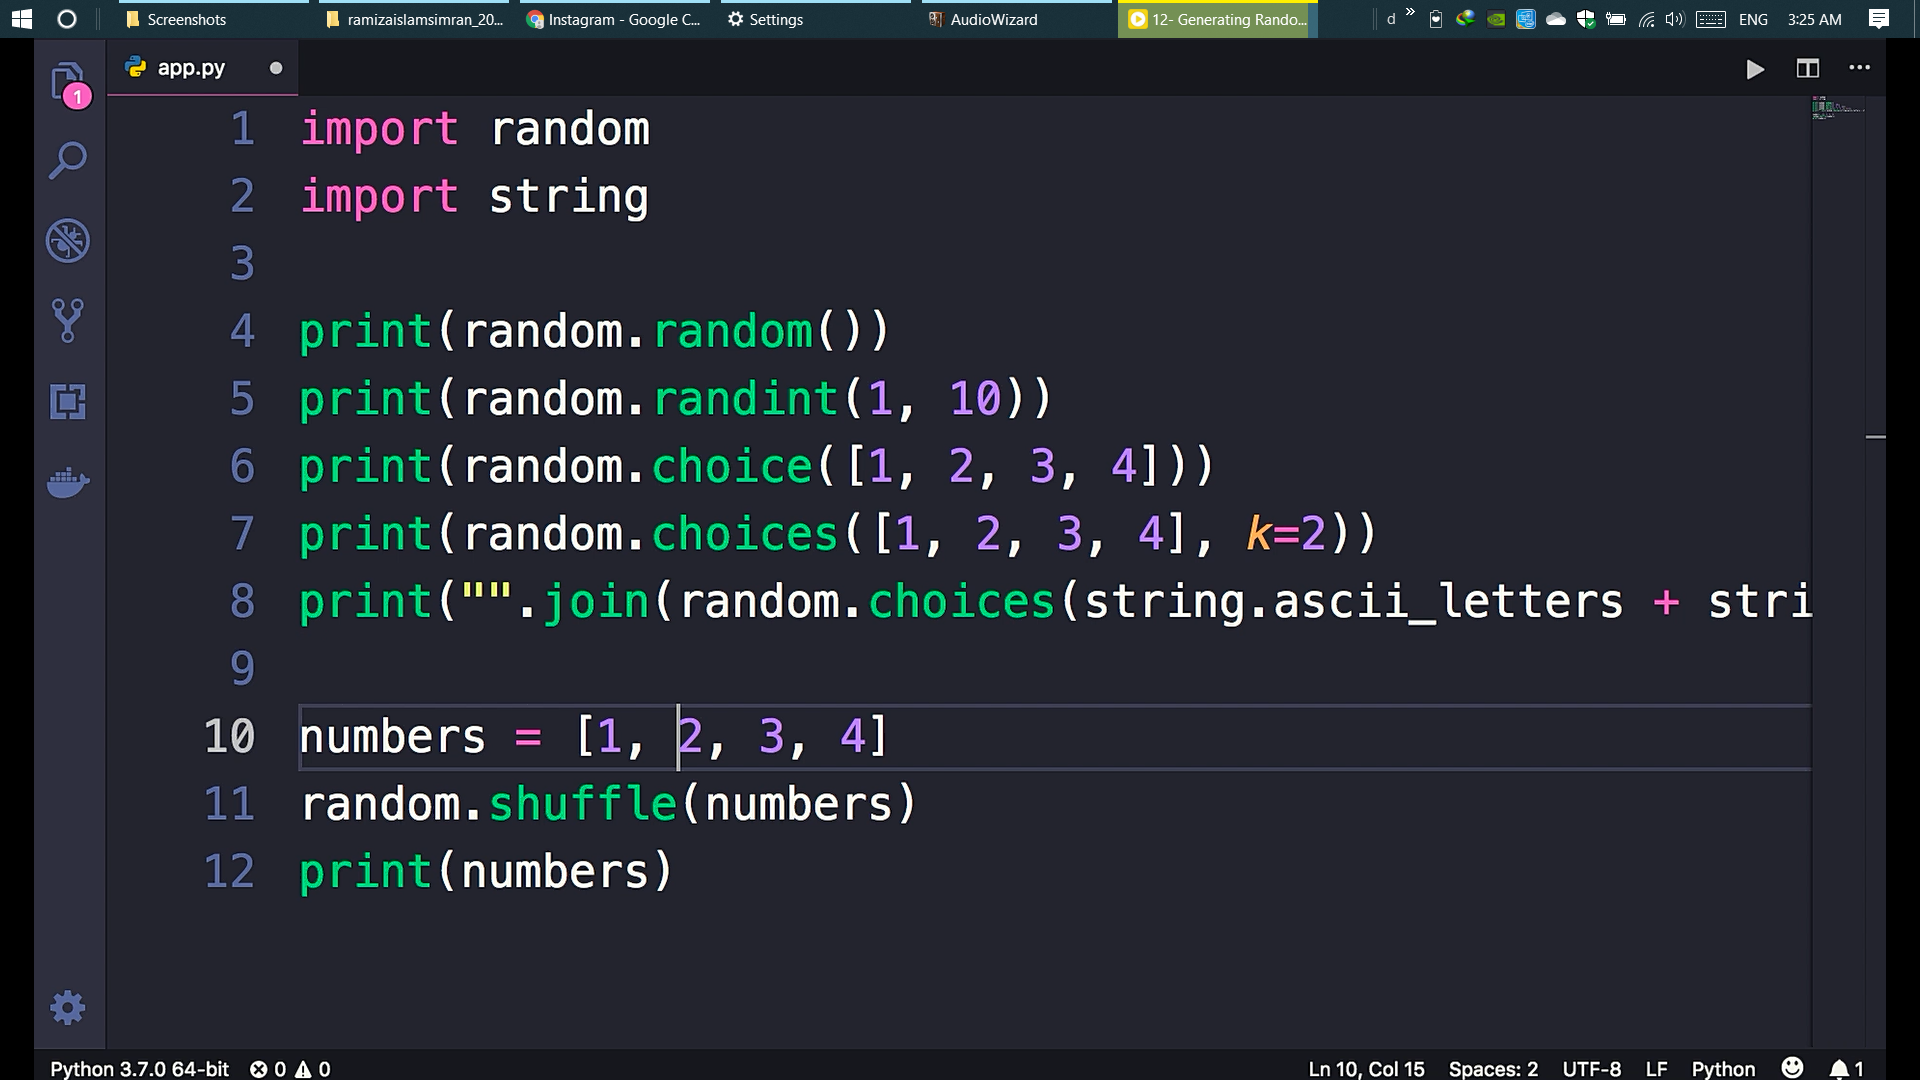 Screenshots ramizaislamsimran_20... Instagram - Google C... Settings AudioWizard 12- Generating Rando... d » ENG 3:25 AM
app.py
1
1 import random
2 import string
3
4 print(random.random())
5 print(random.randint(1, 10))
6 print(random.choice([1, 2, 3, 4]))
7 print(random.choices([1, 2, 3, 4], k=2))
8 print("".join(random.choices(string.ascii_letters + stri
9
10 numbers = [1, 2, 3, 4]
11 random.shuffle(numbers)
12 print(numbers)
Python 3.7.0 64-bit 0 0 Ln 10, Col 15 Spaces: 2 UTF-8 LF Python 1